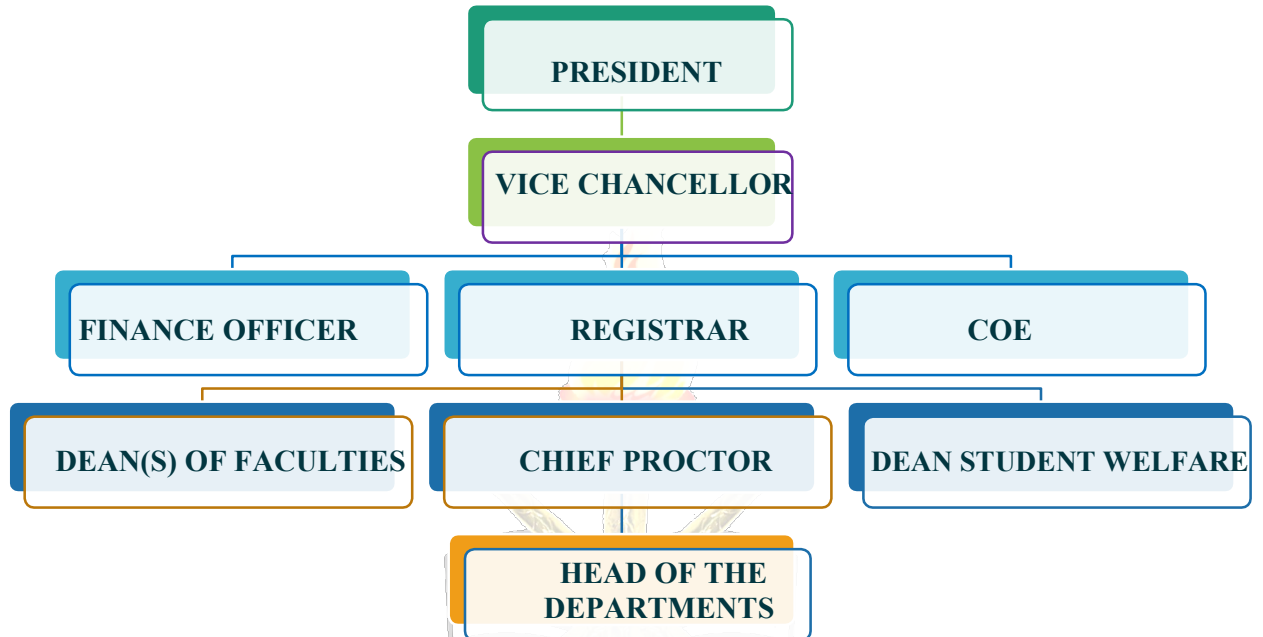 PRESIDENT
VICE CHANCELLOR
FINANCE OFFICER
REGISTRAR
COE
DEAN(S) OF FACULTIES
CHIEF PROCTOR
DEAN STUDENT WELFARE
HEAD OF THE
DEPARTMENTS